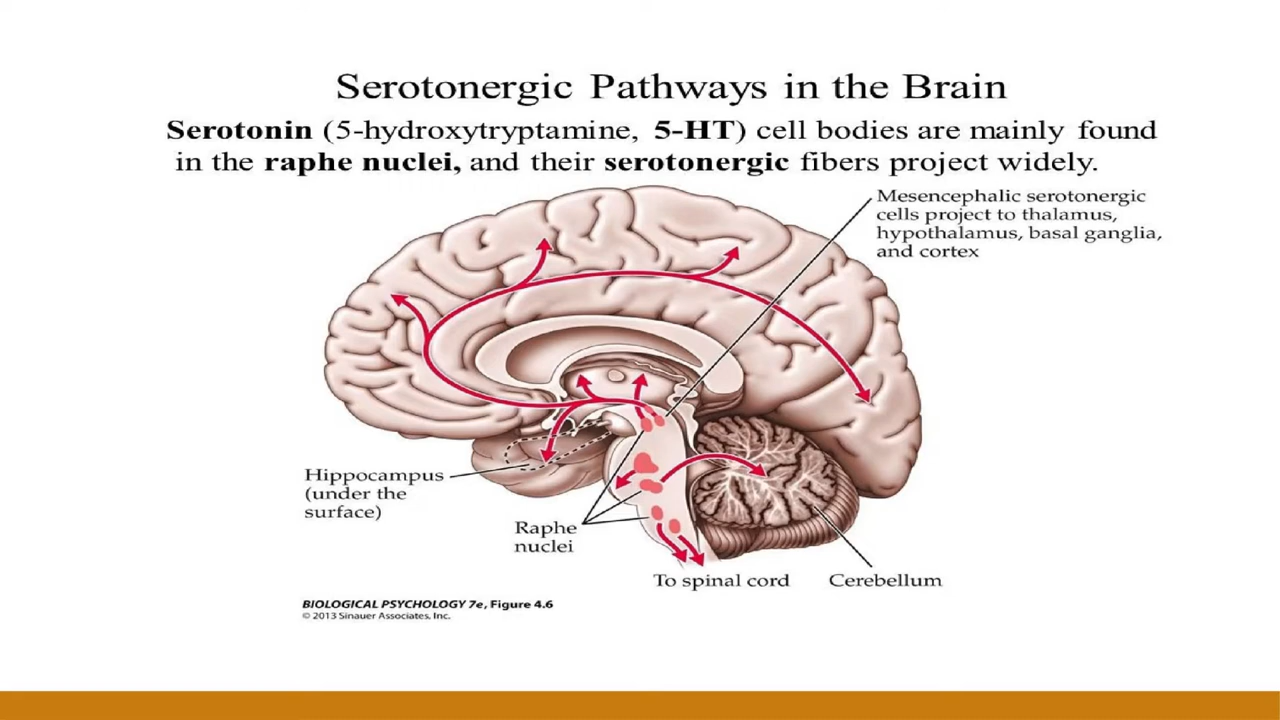 Serotonergic Pathways in the Brain
Serotonin (5-hydroxytryptamine, 5-HT) cell bodies are mainly found
in the raphe nuclei, and their serotonergic fibers project widely.
Mesencephalic serotonergic
cells project to thalamus,
hypothalamus, basal ganglia,
and cortex
Hippocampus
(under the
surface)
Raphe
nuclei
To spinal cord
Cerebellum
BIOLOGICAL PSYCHOLOGY 7e, Figure 4.6
© 2013 Sinauer Associates, Inc.